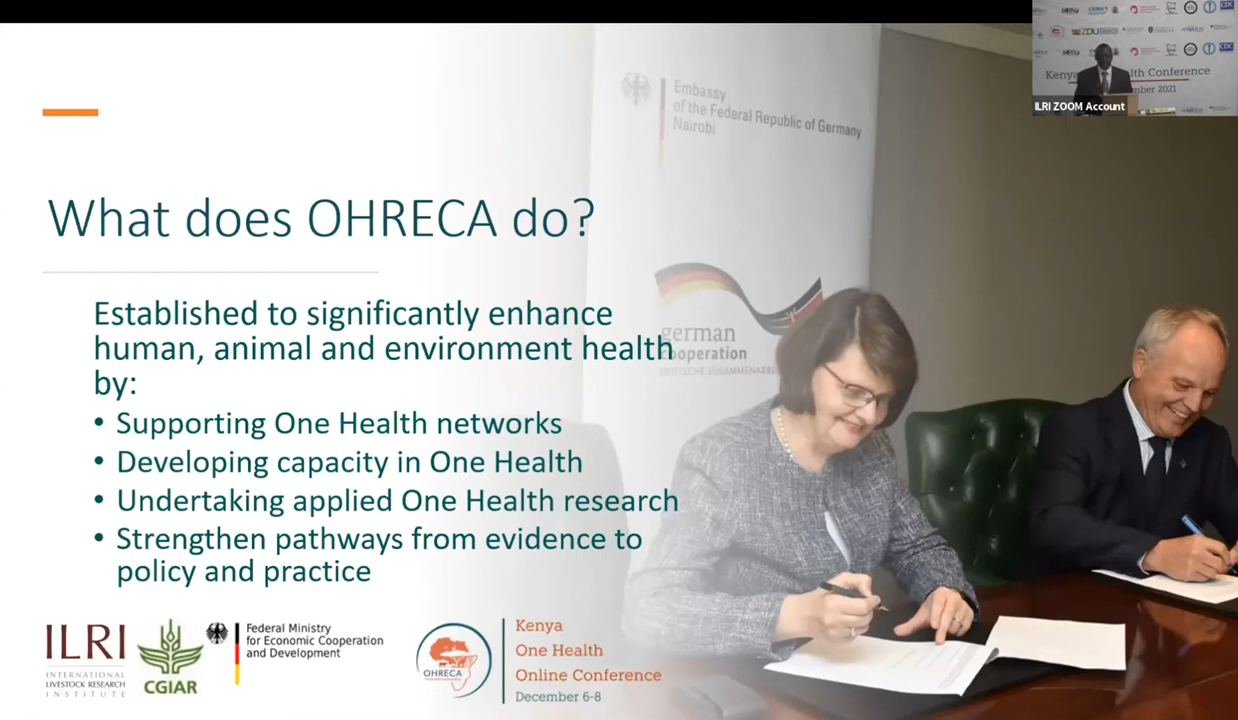 Embassy
of the Federal Republic of Germany
Nairobi
Health Conference
2021
ILRI ZOOM Account
What does OHRECA do?
german
cooperation
Established to significantly enhance
human, animal and environment health
by:
• Supporting One Health networks
• Developing capacity in One Health
• Undertaking applied One Health research
• Strengthen pathways from evidence to
policy and practice
ILRI
INTERNATIONAL
LIVESTOCK RESEARCH
INSTITUTE
CGIAR
Federal Ministry
for Economic Cooperation
and Development
OHRECA
Kenya
One Health
Online Conference
December 6-8